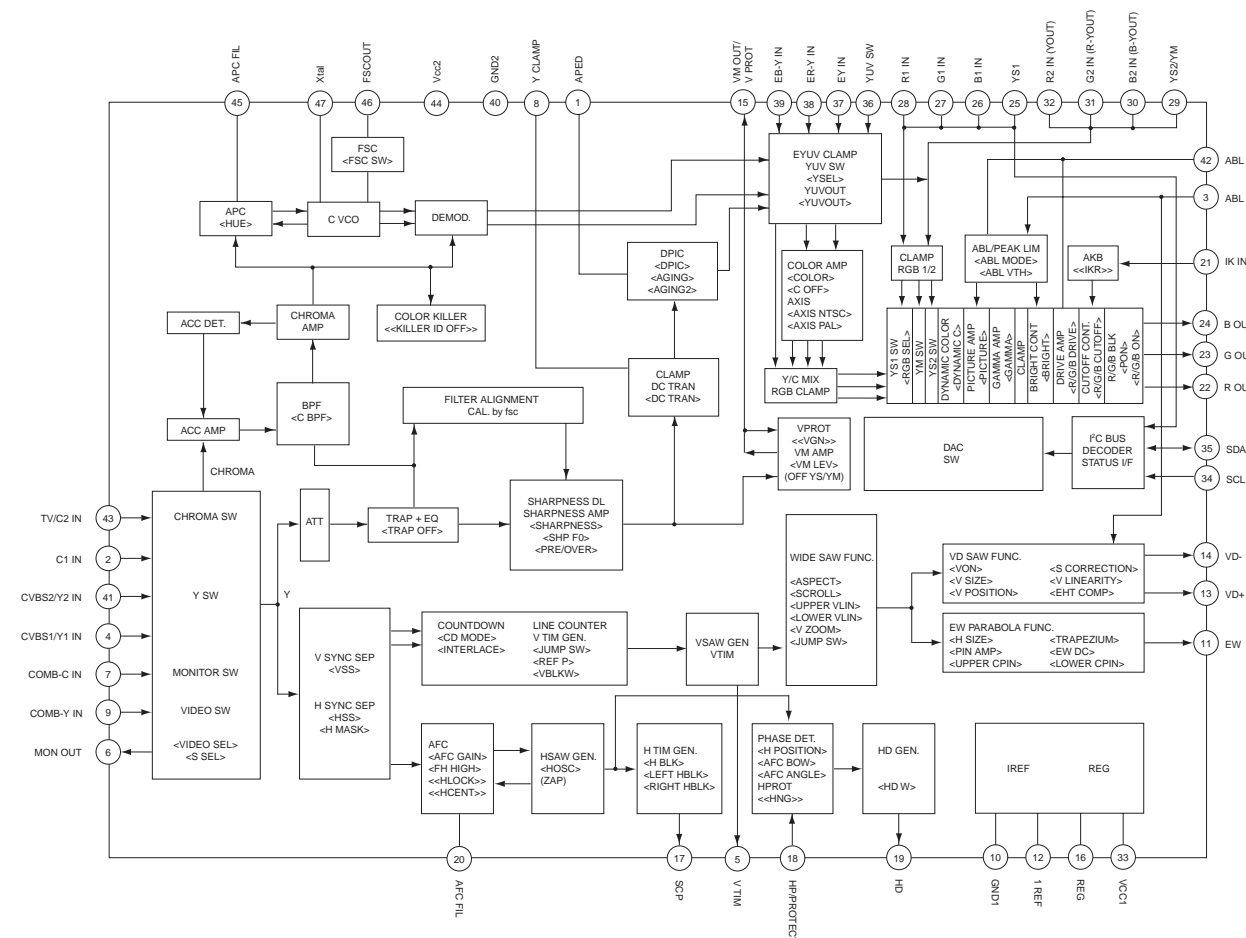 APC FIL
Xtal
FSCOUT
Vcc2
GND2
Y CLAMP
APED
VM OUT/
V PROT
EB-Y IN
ER-Y IN
EY IN
YUV SW
R1 IN
G1 IN
B1 IN
YS1
R2 IN (YOUT)
G2 IN (R-YOUT)
B2 IN (B-YOUT)
YS2/YM
45
47
46
44
40
8
1
15
39
38
37
36
28
27
26
25
32
31
30
29
FSC
<FSC SW>
APC
<HUE>
C VCO
DEMOD.
EYUV CLAMP
YUV SW
<YSEL>
YUVOUT
<YUVOUT>
42
ABL
3
ABL
21
IK IN
24
B OU
23
G OU
22
R OU
35
SDA
34
SCL
14
VD-
13
VD+
11
EW
DPIC
<DPIC>
<AGING>
<AGING2>
COLOR AMP
<COLOR>
<C OFF>
AXIS
<AXIS NTSC>
<AXIS PAL>
CLAMP
RGB 1/2
ABL/PEAK LIM
<ABL MODE>
<ABL VTH>
AKB
<<IKR>>
ACC DET.
CHROMA
AMP
COLOR KILLER
<<KILLER ID OFF>>
YS1 SW
<RGB SEL>
YM SW
YS2 SW
DYNAMIC COLOR
<DYNAMIC C>
PICTURE AMP
<PICTURE>
GAMMA AMP
<GAMMA>
CLAMP
BRIGHT CONT
<BRIGHT>
DRIVE AMP
<R/G/B DRIVE>
CUTOFF CONT.
<R/G/B CUTOFF>
R/G/B BLK
<PON>
<R/G/B ON>
CLAMP
DC TRAN
<DC TRAN>
Y/C MIX
RGB CLAMP
BPF
<C BPF>
FILTER ALIGNMENT
CAL. by fsc
ACC AMP
CHROMA
VPROT
<<VGN>>
VM AMP
<VM LEV>
(OFF YS/YM)
DAC
SW
I²C BUS
DECODER
STATUS I/F
TV/C2 IN
43
C1 IN
2
CVBS2/Y2 IN
41
CVBS1/Y1 IN
4
COMB-C IN
7
COMB-Y IN
9
MON OUT
6
CHROMA SW
Y SW
MONITOR SW
VIDEO SW
<VIDEO SEL>
<S SEL>
Y
ATT
TRAP + EQ
<TRAP OFF>
SHARPNESS DL
SHARPNESS AMP
<SHARPNESS>
<SHP F0>
<PRE/OVER>
WIDE SAW FUNC.
<ASPECT>
<SCROLL>
<UPPER VLIN>
<LOWER VLIN>
<V ZOOM>
<JUMP SW>
VD SAW FUNC.
<VON>
<V SIZE>
<V POSITION>
<S CORRECTION>
<V LINEARITY>
<EHT COMP>
EW PARABOLA FUNC.
<H SIZE>
<PIN AMP>
<UPPER CPIN>
<TRAPEZIUM>
<EW DC>
<LOWER CPIN>
V SYNC SEP
<VSS>
H SYNC SEP
<HSS>
<H MASK>
COUNTDOWN
<CD MODE>
<INTERLACE>
LINE COUNTER
V TIM GEN.
<JUMP SW>
<REF P>
<VBLKW>
VSAW GEN
VTIM
AFC
<AFC GAIN>
<FH HIGH>
<<HLOCK>>
<<HCENT>>
HSAW GEN.
<HOSC>
(ZAP)
H TIM GEN.
<H BLK>
<LEFT HBLK>
<RIGHT HBLK>
PHASE DET.
<H POSITION>
<AFC BOW>
<AFC ANGLE>
HPROT
<<HNG>>
HD GEN.
<HD W>
IREF
REG
20
17
5
18
19
10
12
16
33
AFC FIL
SCP
V TIM
HP/PROTEC
HD
GND1
1 REF
REG
VCC1